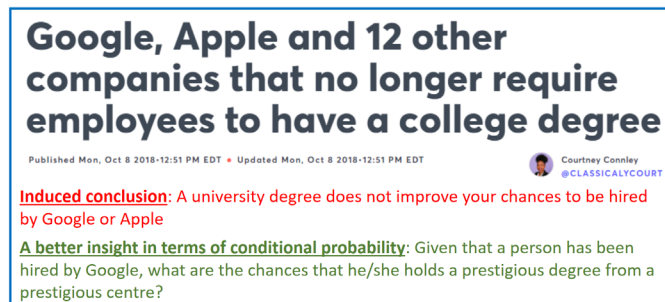 Google, Apple and 12 other
companies that no longer require
employees to have a college degree
Published Mon, Oct 8 2018•12:51 PM EDT • Updated Mon, Oct 8 2018•12:51 PM EDT
Courtney Connley
@CLASSICALYCOURT
Induced conclusion: A university degree does not improve your chances to be hired
by Google or Apple
A better insight in terms of conditional probability: Given that a person has been
hired by Google, what are the chances that he/she holds a prestigious degree from a
prestigious centre?